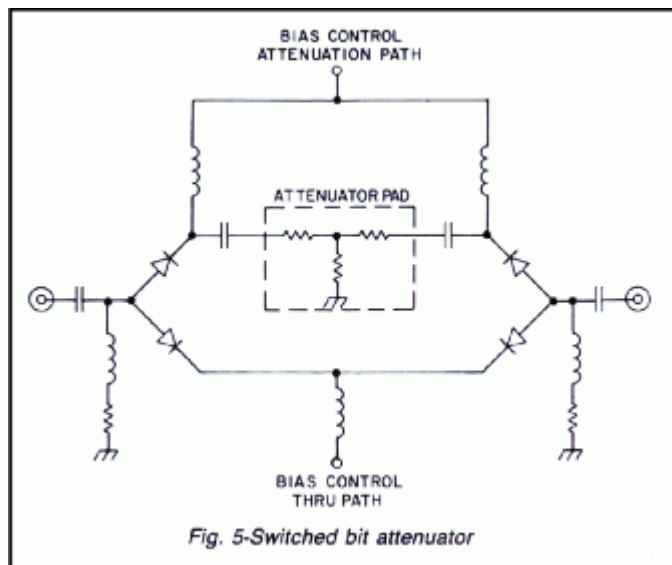 BIAS CONTROL
ATTENUATION PATH
ATTENUATOR PAD
BIAS CONTROL
THRU PATH
Fig. 5-Switched bit attenuator